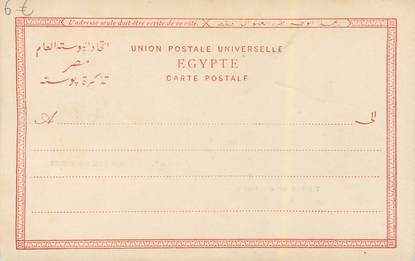 6 €
L'adresse seule doit être écrite de ce côté.
UNION POSTALE UNIVERSELLE
EGYPTE
CARTE POSTALE
اتحاد البوستة العام
مصر
تذكرة بوستة
A
الى